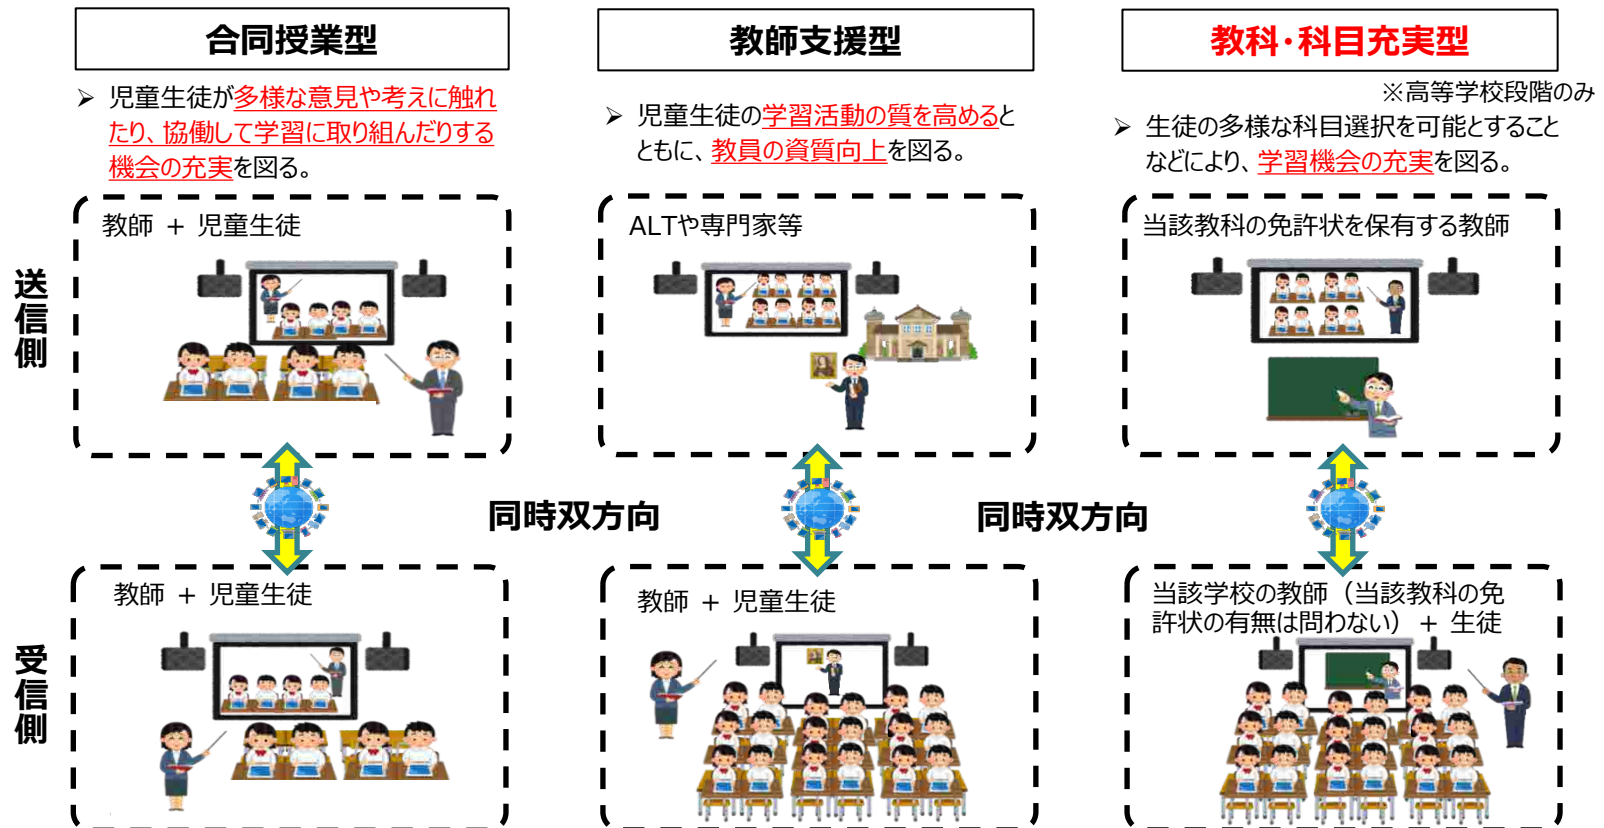 合同授業型
➢ 児童生徒が多様な意見や考えに触れ
たり、協働して学習に取り組んだりする
機会の充実を図る。
教師支援型
➢ 児童生徒の学習活動の質を高めると
ともに、教員の資質向上を図る。
教科・科目充実型
※高等学校段階のみ
➢ 生徒の多様な科目選択を可能とすること
などにより、学習機会の充実を図る。
送信側
教師 + 児童生徒
ALTや専門家等
当該教科の免許状を保有する教師
同時双方向
同時双方向
受信側
教師 + 児童生徒
教師 + 児童生徒
当該学校の教師（当該教科の免
許状の有無は問わない）+ 生徒